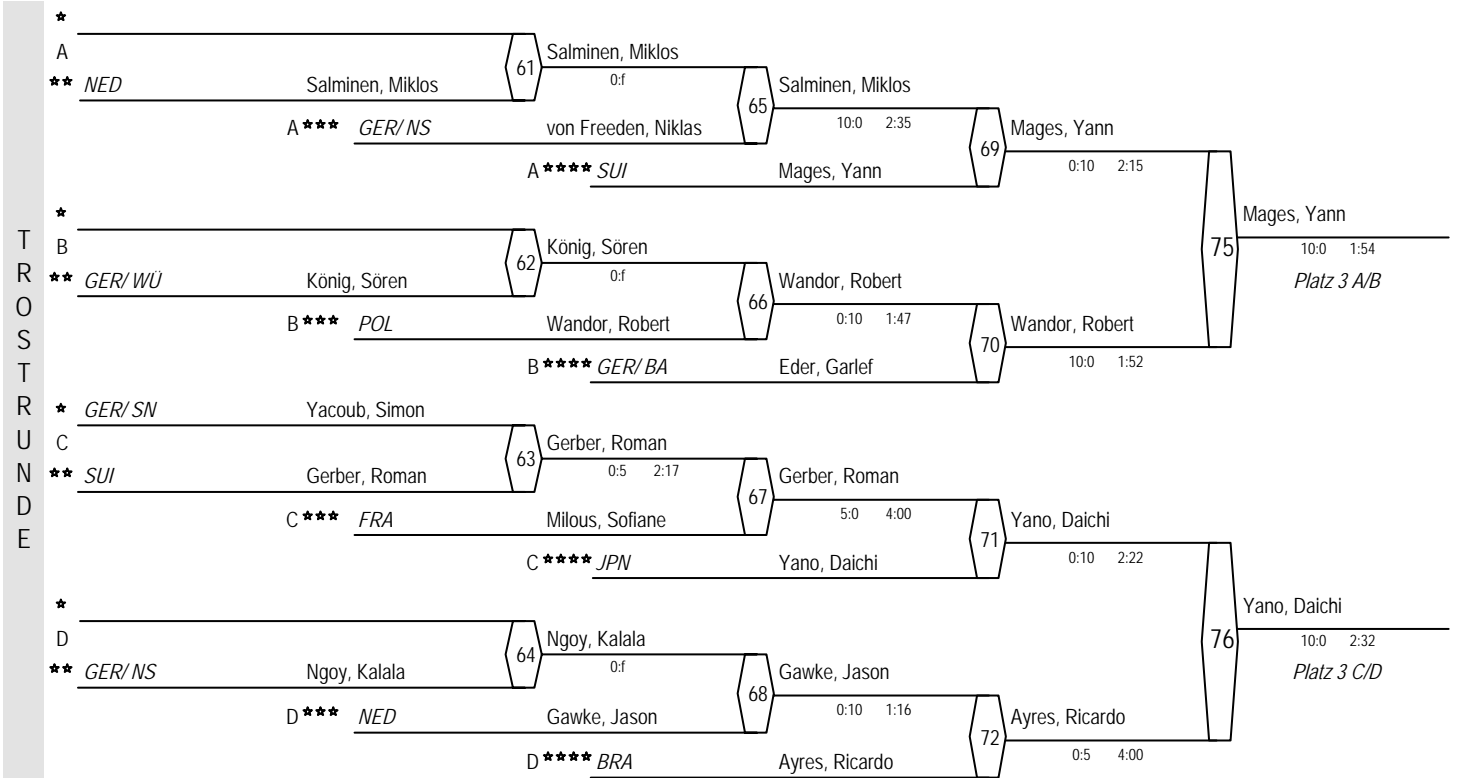 TROSTRUNDE
A
61
Salminen, Miklos
NED Salminen, Miklos
0:f
65
Salminen, Miklos
A GER/NS von Freeden, Niklas
10:0 2:35
69
Mages, Yann
A SUI Mages, Yann
0:10 2:15
75
Mages, Yann
10:0 1:54
Platz 3 A/B
B
62
König, Sören
GER/WÜ König, Sören
0:f
66
Wandor, Robert
B POL Wandor, Robert
0:10 1:47
70
Wandor, Robert
B GER/BA Eder, Garlef
10:0 1:52
GER/SN Yacoub, Simon
C
63
Gerber, Roman
SUI Gerber, Roman
0:5 2:17
67
Gerber, Roman
C FRA Milous, Sofiane
5:0 4:00
71
Yano, Daichi
C JPN Yano, Daichi
0:10 2:22
76
Yano, Daichi
10:0 2:32
Platz 3 C/D
D
64
Ngoy, Kalala
GER/NS Ngoy, Kalala
0:f
68
Gawke, Jason
D NED Gawke, Jason
0:10 1:16
72
Ayres, Ricardo
D BRA Ayres, Ricardo
0:5 4:00